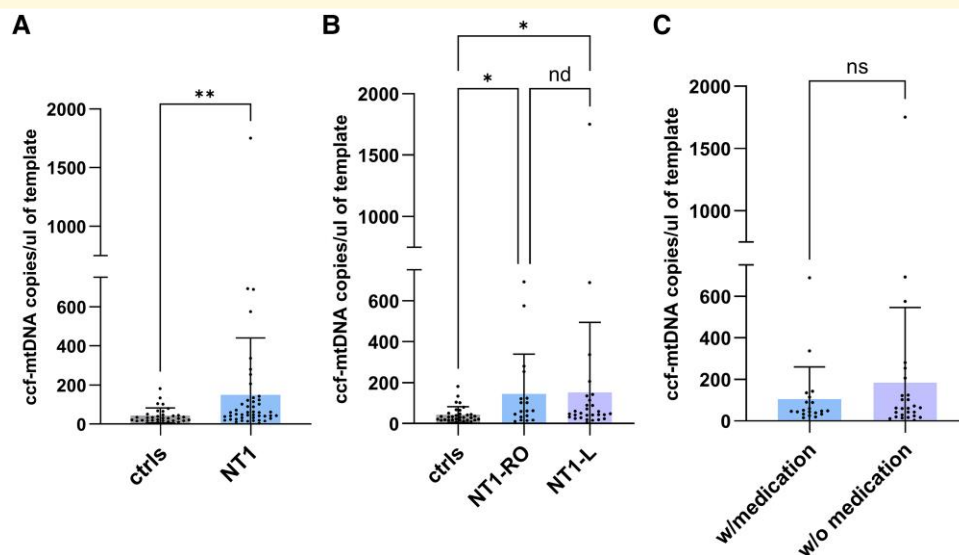 A
ccf-mtDNA copies/ul of template
2000
1500
1000
600
400
200
0
**
ctrls
NT1
B
ccf-mtDNA copies/ul of template
2000
1500
1000
600
400
200
0
*
*
nd
ctrls
NT1-RO
NT1-L
C
ccf-mtDNA copies/ul of template
2000
1500
1000
600
400
200
0
ns
w/medication
w/o medication